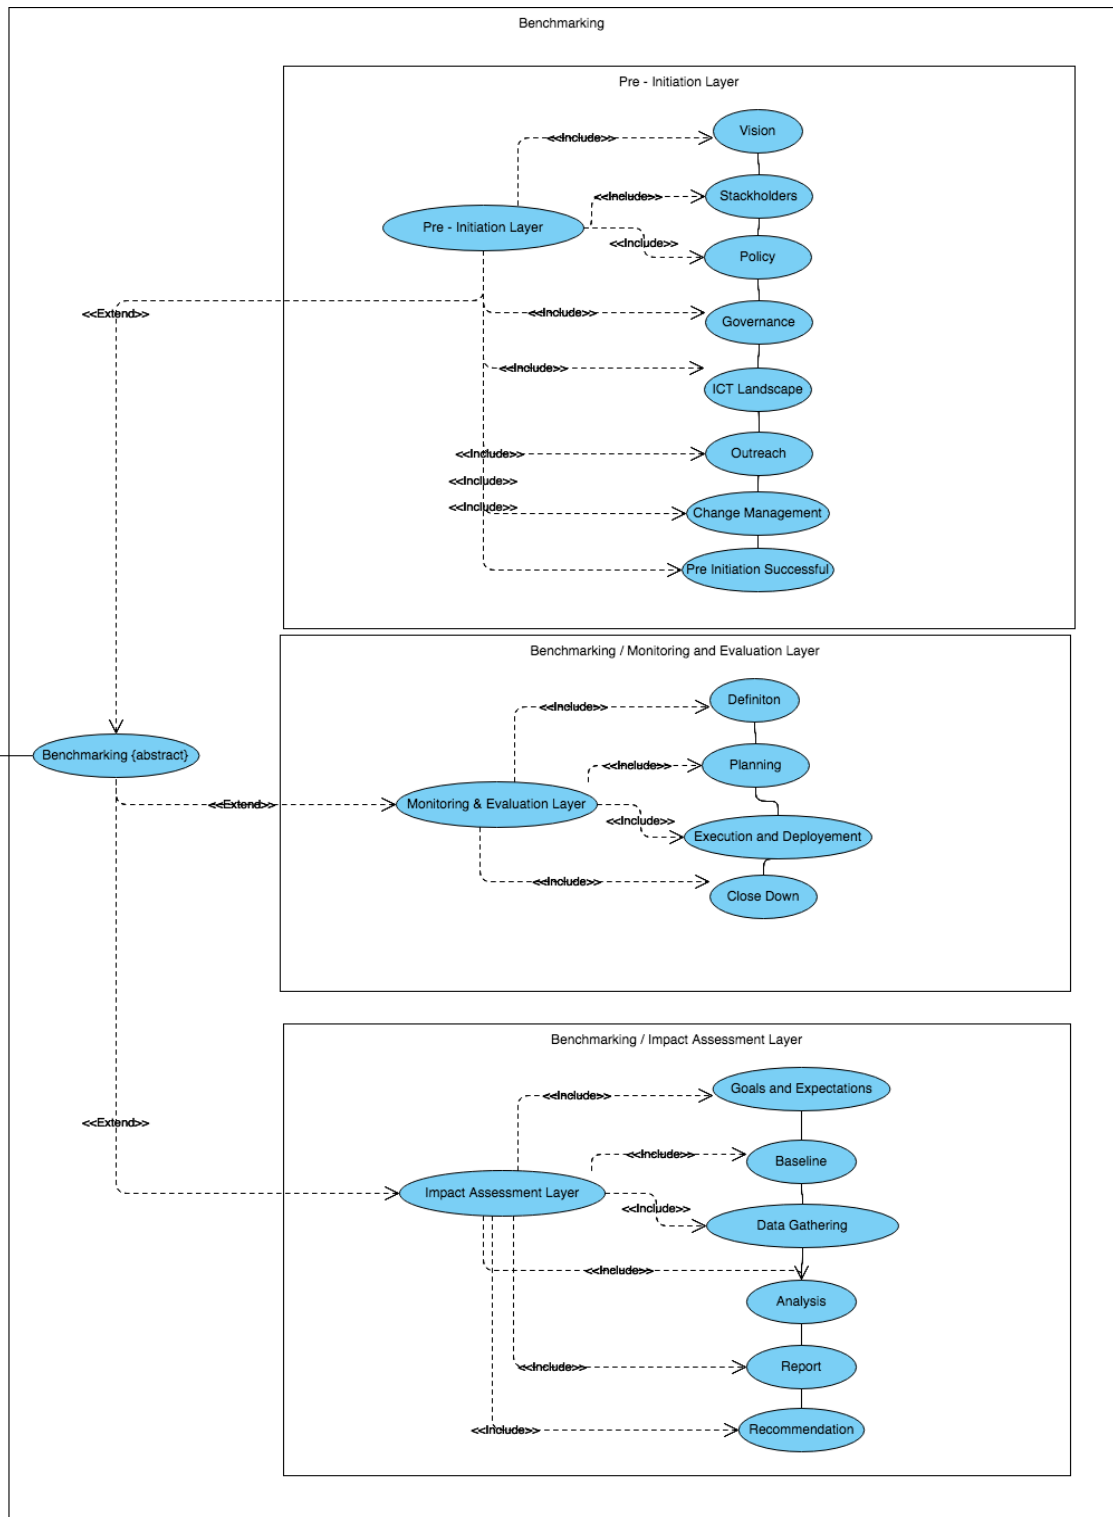 Benchmarking
Pre - Initiation Layer
Vision
<<Include>>
Stackholders
<<Include>>
Pre - Initiation Layer
<<Include>>
Policy
<<Extend>>
<<Include>>
Governance
<<Include>>
ICT Landscape
<<Include>>
Outreach
<<Include>>
<<Include>>
Change Management
Pre Initiation Successful
Benchmarking / Monitoring and Evaluation Layer
Definiton
<<Include>>
Benchmarking {abstract}
<<Include>>
Planning
<<Extend>>
Monitoring & Evaluation Layer
<<Include>>
Execution and Deployement
<<Include>>
Close Down
Benchmarking / Impact Assessment Layer
Goals and Expectations
<<Include>>
<<Extend>>
<<Include>>
Baseline
Impact Assessment Layer
<<Include>>
Data Gathering
<<Include>>
Analysis
<<Include>>
Report
<<Include>>
Recommendation